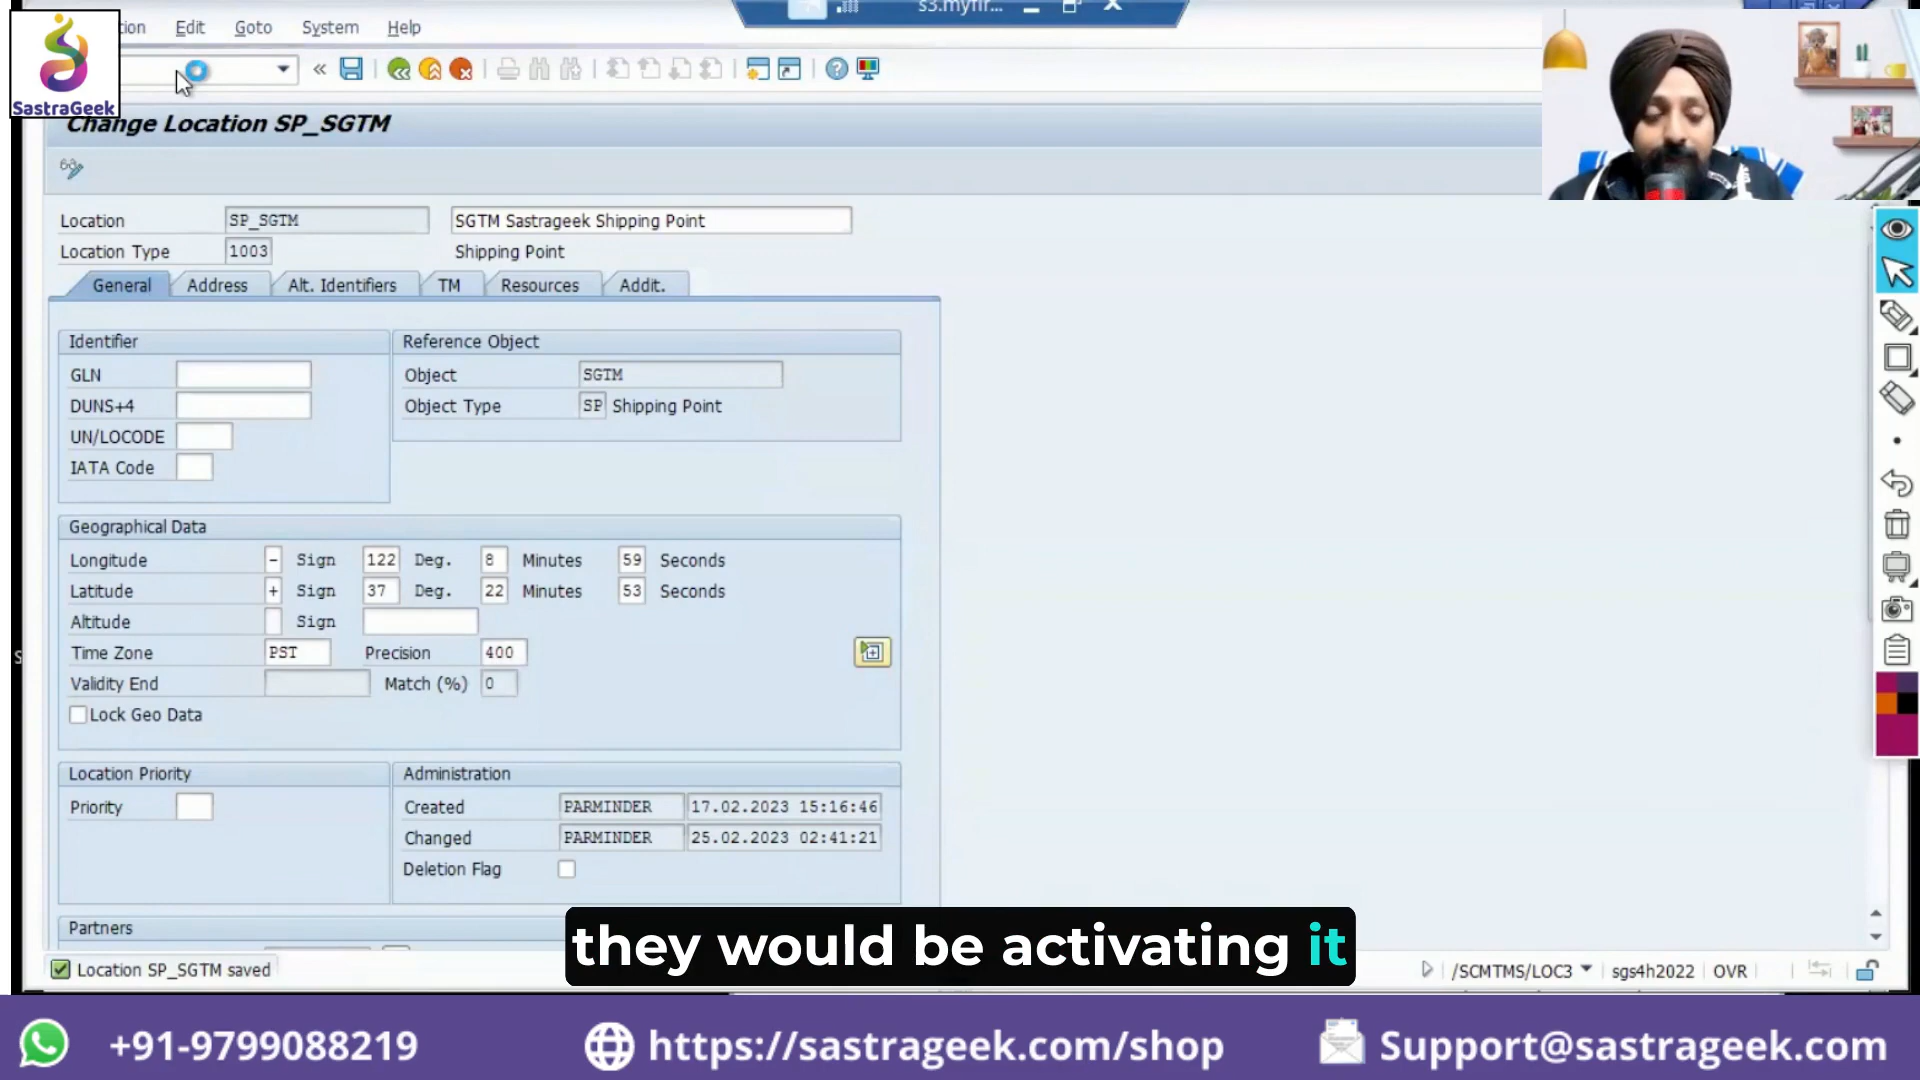 tion Edit Goto System Help
s3.myfir...
SastraGeek
Change Location SP_SGTM
Location SP_SGTM SGTM Sastrageek Shipping Point
Location Type 1003 Shipping Point
General Address Alt. Identifiers TM Resources Addit.
Identifier Reference Object
GLN Object SGTM
DUNS+4 Object Type SP Shipping Point
UN/LOCODE
IATA Code
Geographical Data
Longitude - Sign 122 Deg. 8 Minutes 59 Seconds
Latitude + Sign 37 Deg. 22 Minutes 53 Seconds
Altitude Sign
Time Zone PST Precision 400
Validity End Match (%) 0
Lock Geo Data
Location Priority Administration
Priority Created PARMINDER 17.02.2023 15:16:46
Changed PARMINDER 25.02.2023 02:41:21
Deletion Flag
Partners
they would be activating it
Location SP_SGTM saved /SCMTMS/LOC3 sgs4h2022 OVR
+91-9799088219 https://sastrageek.com/shop Support@sastrageek.com